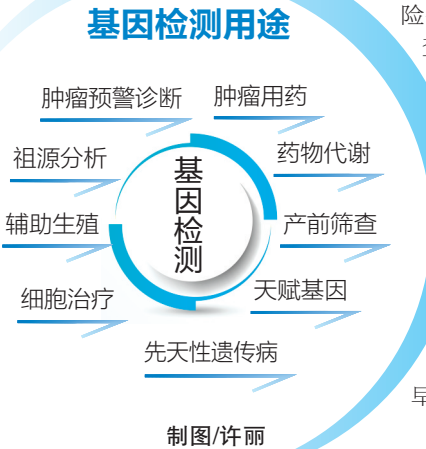 基因检测用途
险
肿瘤预警诊断
肿瘤用药
祖源分析
药物代谢
辅助生殖
产前筛查
细胞治疗
天赋基因
先天性遗传病
基因检测
早
制图/许丽